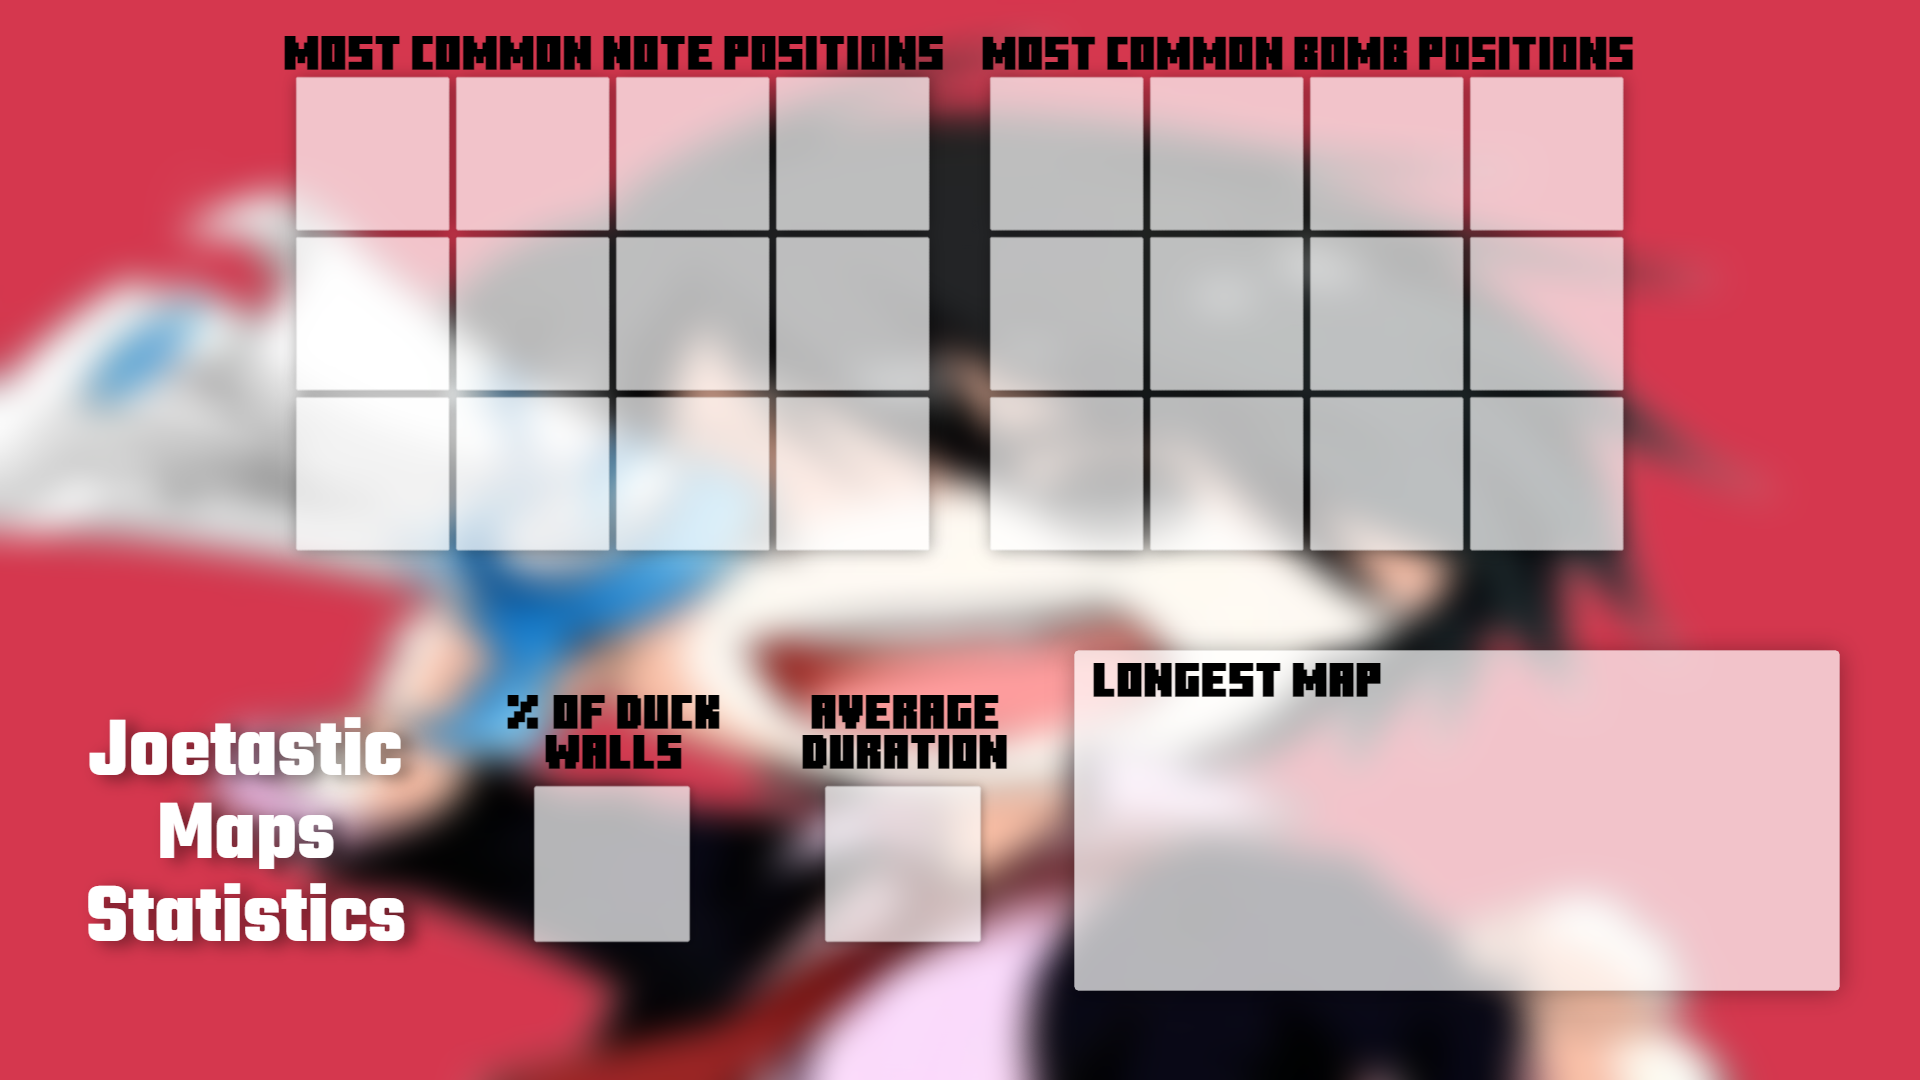 MOST COMMON NOTE POSITIONS
MOST COMMON BOMB POSITIONS
LONGEST MAP
% OF DUCK
WALLS
AVERAGE
DURATION
Joetastic
Maps
Statistics